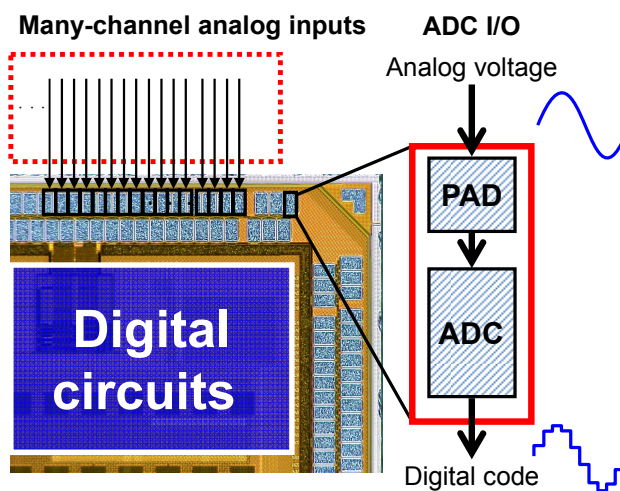 Many-channel analog inputs
ADC I/O
Analog voltage
. . .
PAD
ADC
Digital
circuits
Digital code